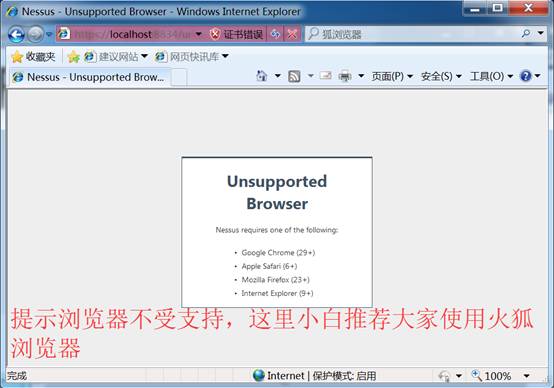 Nessus - Unsupported Browser - Windows Internet Explorer
https://localhost:8834/un
证书错误
狐浏览器
收藏夹
建议网站
网页快讯库
Nessus - Unsupported Brow...
页面(P)
安全(S)
工具(O)
Unsupported
Browser
Nessus requires one of the following:
• Google Chrome (29+)
• Apple Safari (6+)
• Mozilla Firefox (23+)
• Internet Explorer (9+)
提示浏览器不受支持，这里小白推荐大家使用火狐
浏览器
完成
Internet | 保护模式: 启用
100%